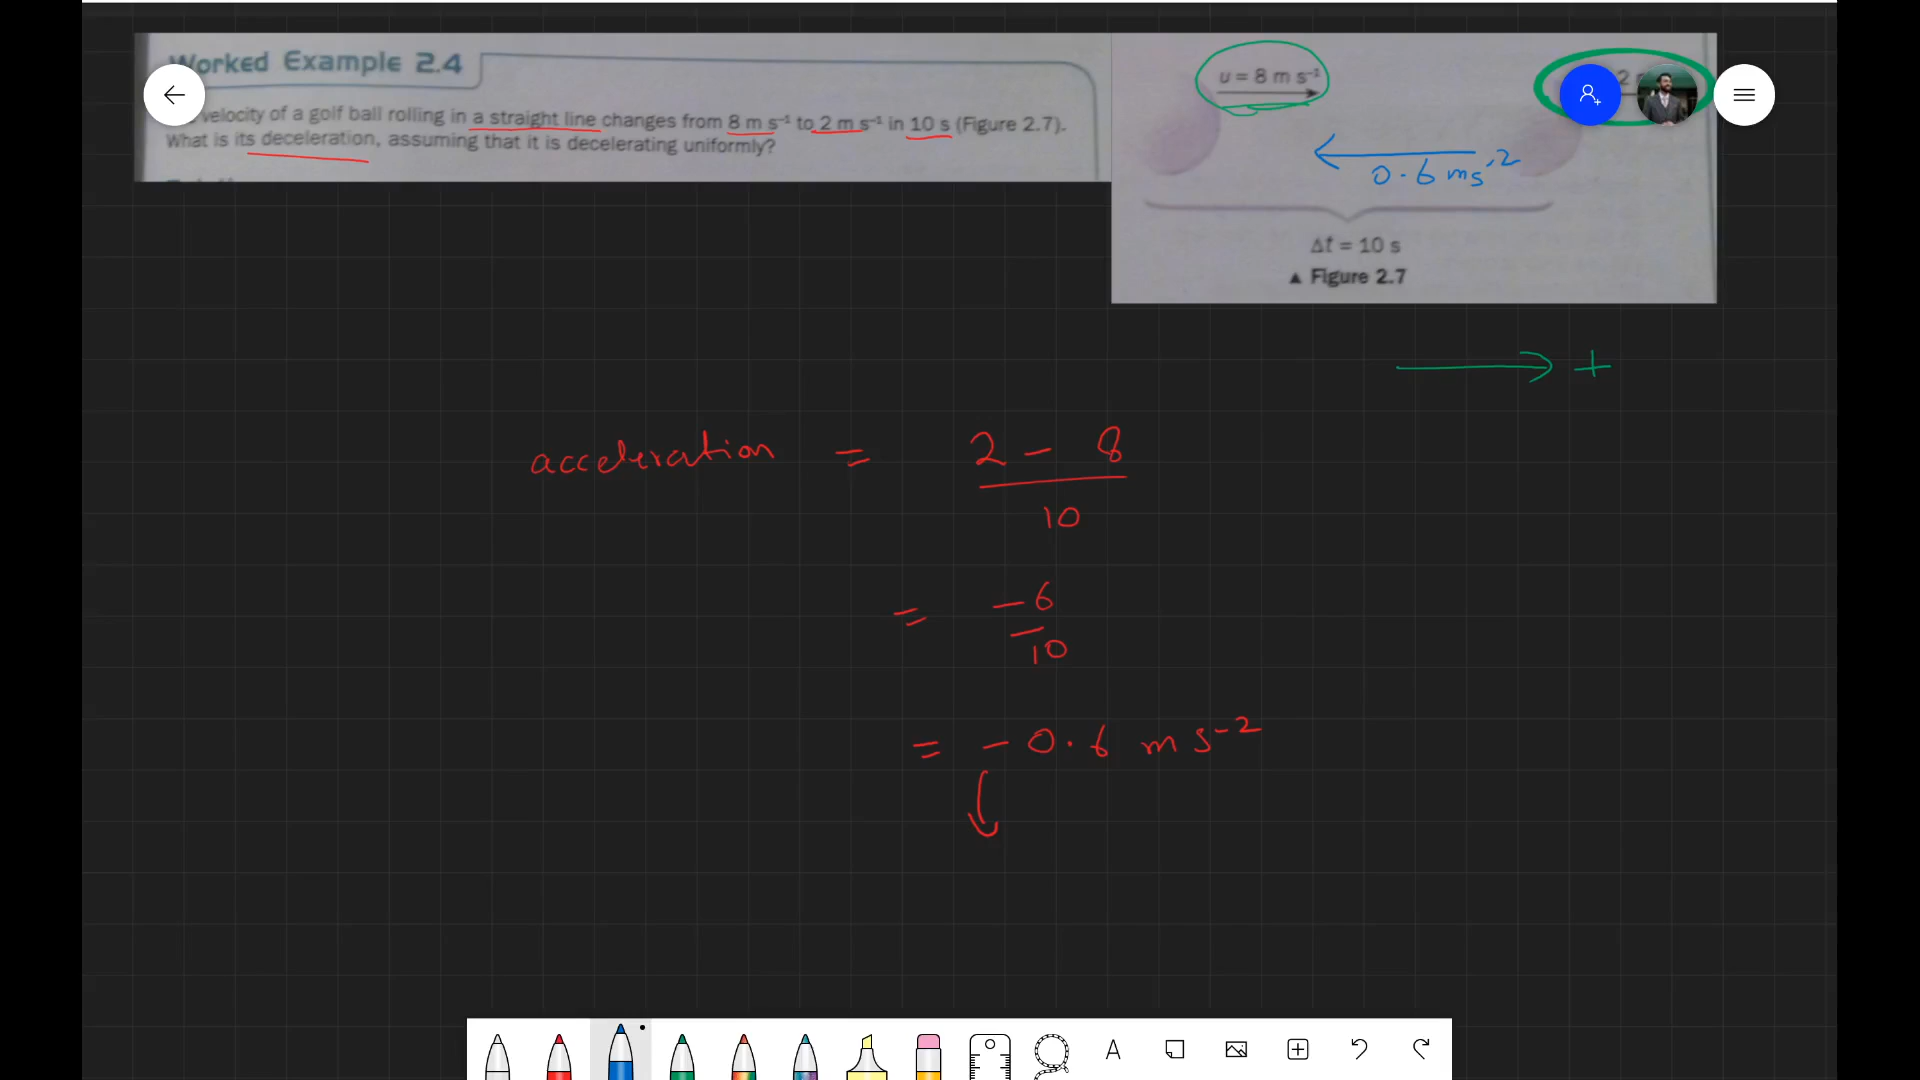 Worked Example 2.4
velocity of a golf ball rolling in a straight line changes from 8 m s⁻¹ to 2 m s⁻¹ in 10 s (Figure 2.7).
What is its deceleration, assuming that it is decelerating uniformly?
u = 8 m s⁻¹
2
0.6 ms⁻²
Δt = 10 s
▲ Figure 2.7
+
acceleration = 2 - 8
10
= -6
10
= -0.6 m s⁻²
A